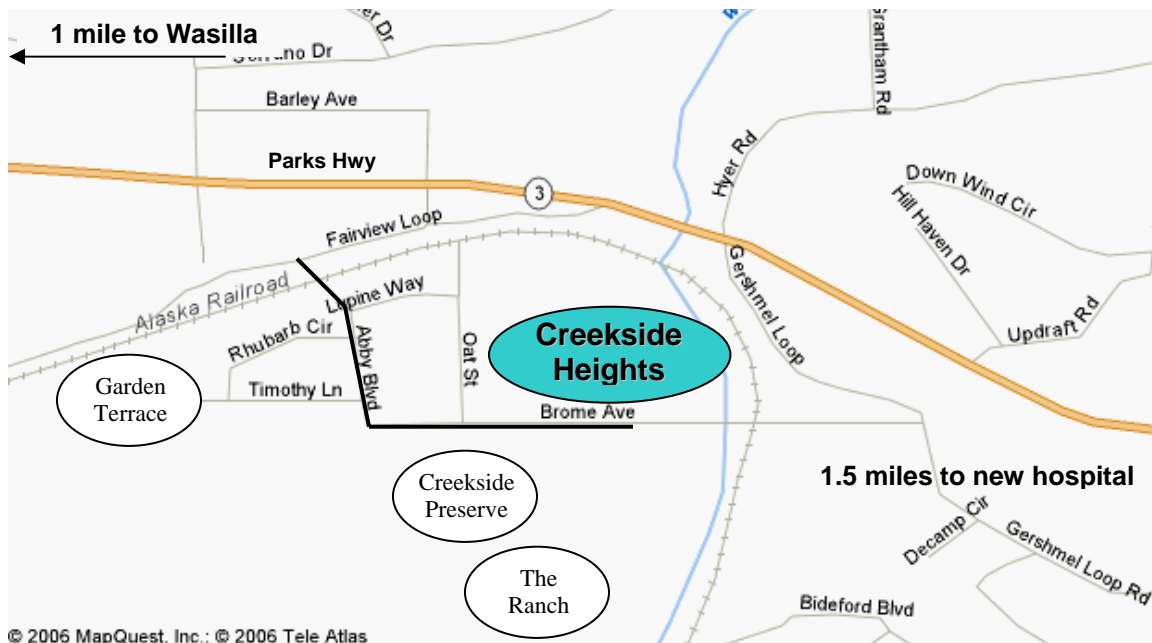 1 mile to Wasilla
Barley Ave
Parks Hwy
3
Grantham Rd
Hyer Rd
Down Wind Cir
Hill Haven Dr
Updraft Rd
Fairview Loop
Alaska Railroad
Lupine Way
Rhubarb Cir
Abby Blvd
Oat St
Timothy Ln
Gershmel Loop
Creekside
Heights
Garden
Terrace
Brome Ave
Creekside
Preserve
1.5 miles to new hospital
Decamp Cir
Gershmel Loop Rd
The
Ranch
Bideford Blvd
© 2006 MapQuest, Inc.; © 2006 Tele Atlas